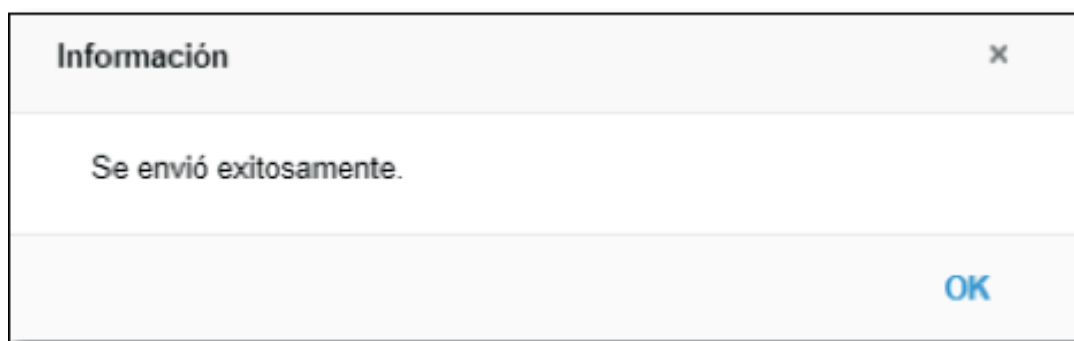 Información ×
Se envió exitosamente.
OK